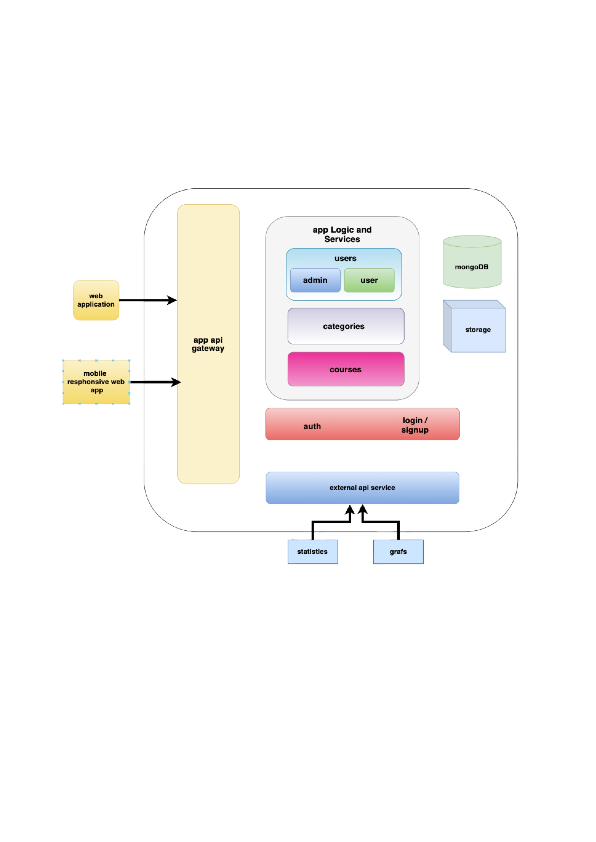 app Logic and
Services
users
admin
user
mongoDB
web
application
categories
storage
app api
gateway
courses
mobile
resphonsive web
app
auth
login /
signup
external api service
statistics
grafs